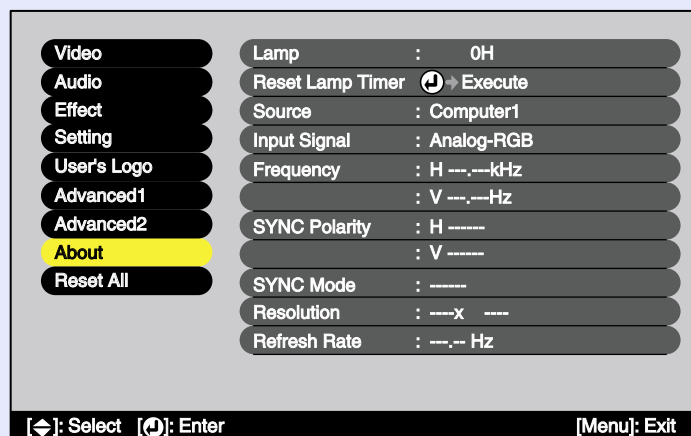 Video
Audio
Effect
Setting
User's Logo
Advanced1
Advanced2
About
Reset All
Lamp : 0H
Reset Lamp Timer Execute
Source : Computer1
Input Signal : Analog-RGB
Frequency : H ---.---kHz
: V ---.---Hz
SYNC Polarity : H ------
: V ------
SYNC Mode : ------
Resolution : ----x ----
Refresh Rate : ---.-- Hz
[ ]: Select [ ]: Enter [Menu]: Exit